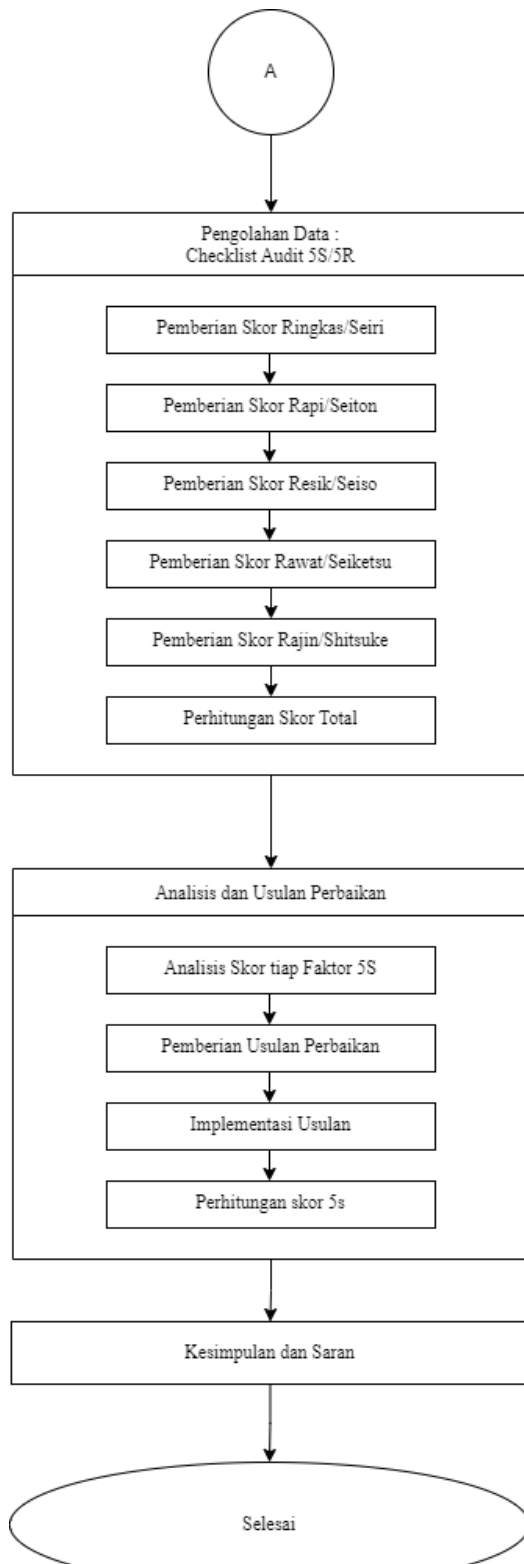 A
Pengolahan Data :
Checklist Audit 5S/5R
Pemberian Skor Ringkas/Seiri
Pemberian Skor Rapi/Seiton
Pemberian Skor Resik/Seiso
Pemberian Skor Rawat/Seiketsu
Pemberian Skor Rajin/Shitsuke
Perhitungan Skor Total
Analisis dan Usulan Perbaikan
Analisis Skor tiap Faktor 5S
Pemberian Usulan Perbaikan
Implementasi Usulan
Perhitungan skor 5s
Kesimpulan dan Saran
Selesai